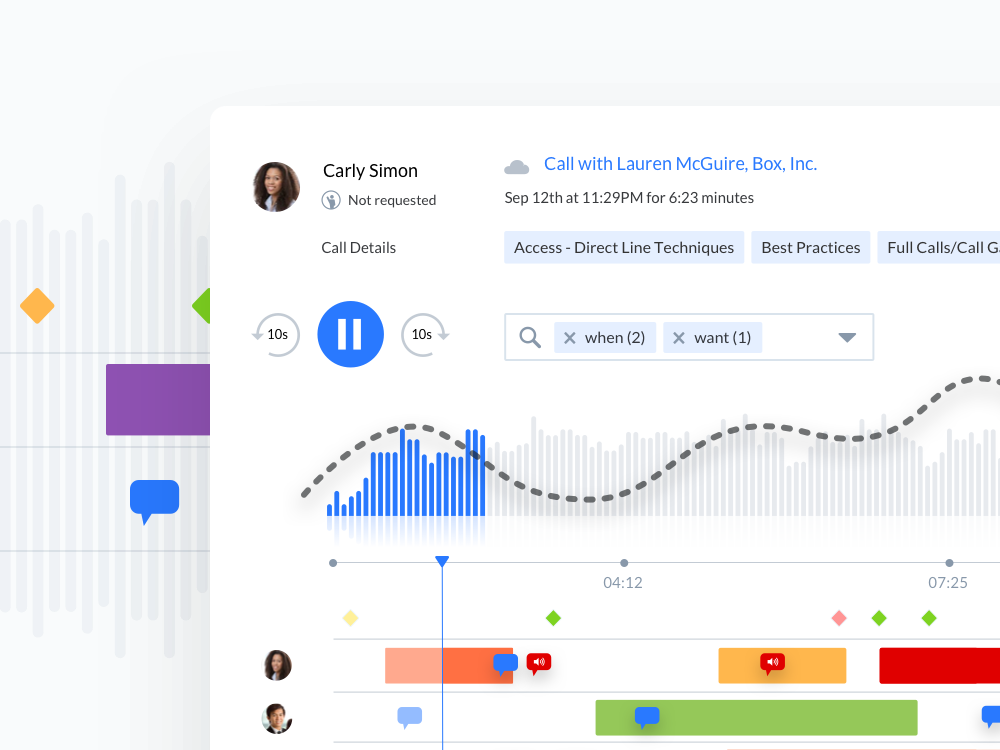 Carly Simon
Not requested
Call with Lauren McGuire, Box, Inc.
Sep 12th at 11:29PM for 6:23 minutes
Call Details
Access - Direct Line Techniques
Best Practices
Full Calls/Call G
10s
10s
when (2)
want (1)
04:12
07:25